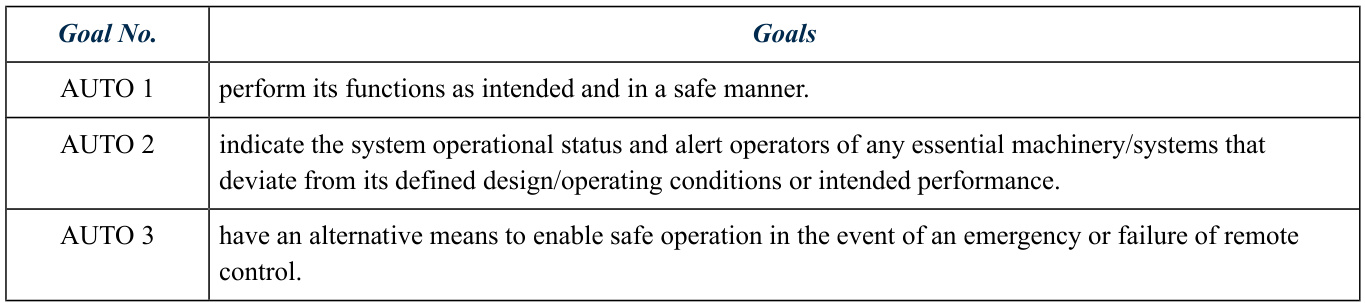 Goal No. Goals
AUTO 1 perform its functions as intended and in a safe manner.
AUTO 2 indicate the system operational status and alert operators of any essential machinery/systems that
deviate from its defined design/operating conditions or intended performance.
AUTO 3 have an alternative means to enable safe operation in the event of an emergency or failure of remote
control.